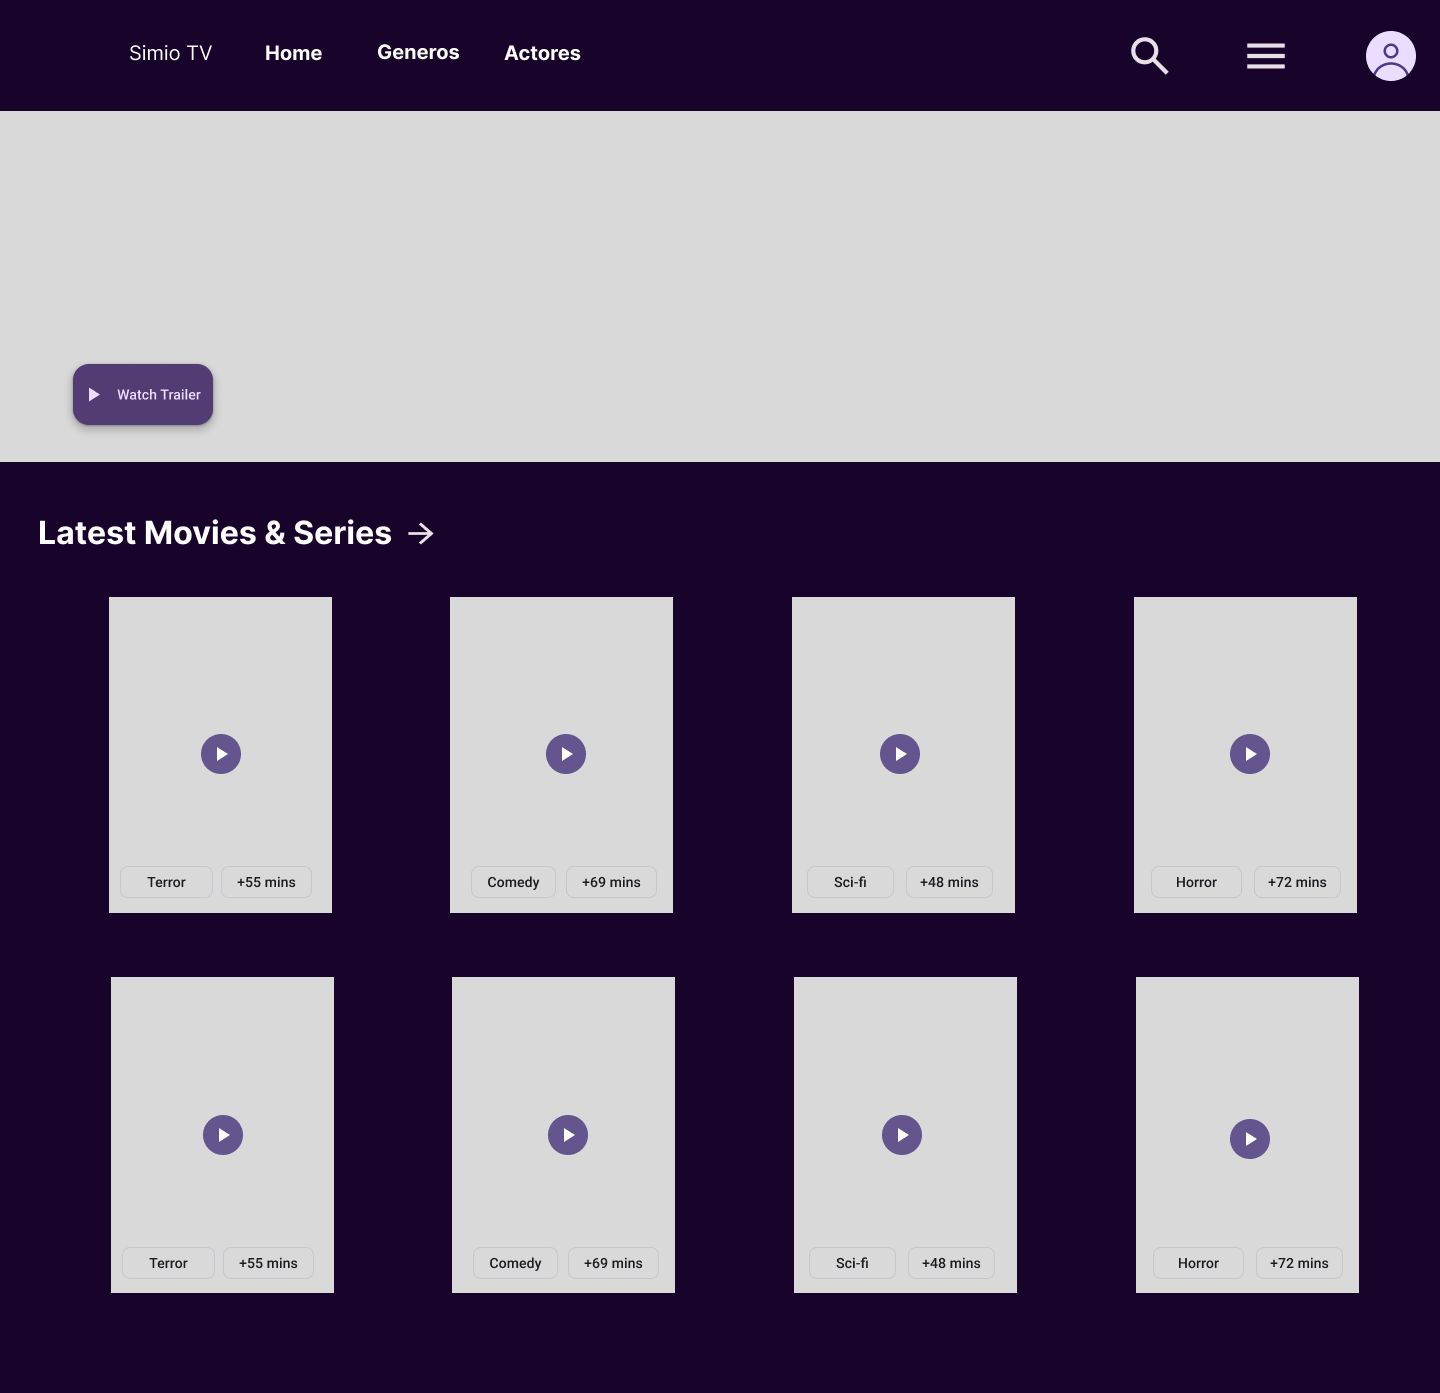 Simio TV Home Generos Actores
Watch Trailer
Latest Movies & Series
Terror +55 mins Comedy +69 mins Sci-fi +48 mins Horror +72 mins
Terror +55 mins Comedy +69 mins Sci-fi +48 mins Horror +72 mins